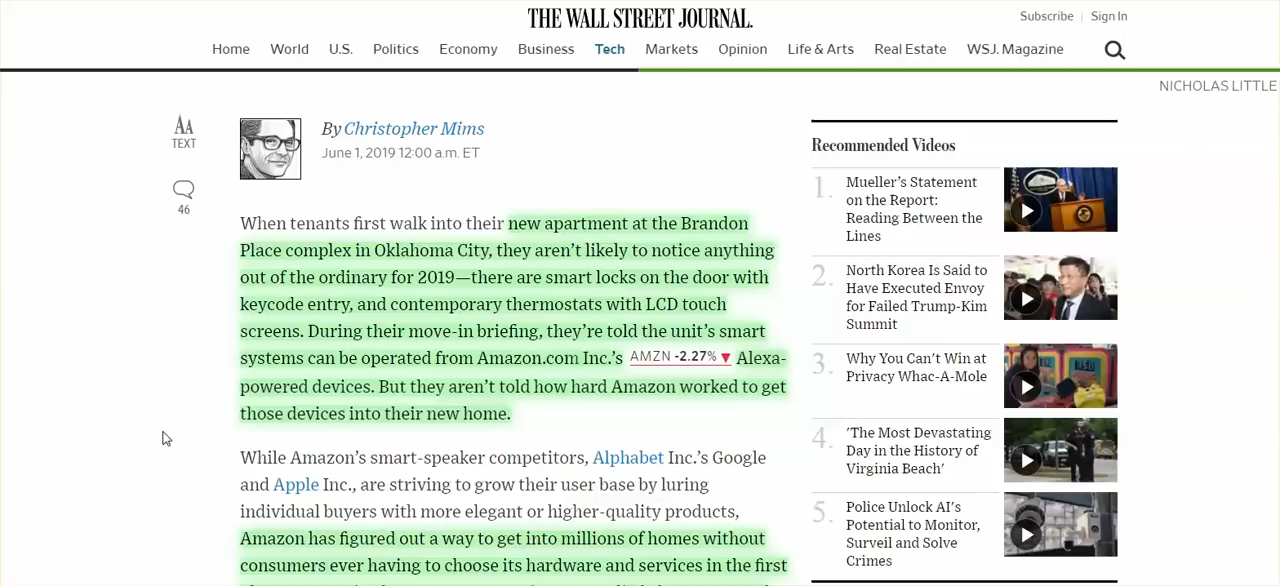 THE WALL STREET JOURNAL.
Subscribe | Sign In
Home World U.S. Politics Economy Business Tech Markets Opinion Life & Arts Real Estate WSJ. Magazine
NICHOLAS LITTLE
AA
TEXT
46
By Christopher Mims
June 1, 2019 12:00 a.m. ET
When tenants first walk into their new apartment at the Brandon
Place complex in Oklahoma City, they aren't likely to notice anything
out of the ordinary for 2019—there are smart locks on the door with
keycode entry, and contemporary thermostats with LCD touch
screens. During their move-in briefing, they're told the unit's smart
systems can be operated from Amazon.com Inc.'s AMZN -2.27% ▼ Alexa-
powered devices. But they aren't told how hard Amazon worked to get
those devices into their new home.
While Amazon's smart-speaker competitors, Alphabet Inc.'s Google
and Apple Inc., are striving to grow their user base by luring
individual buyers with more elegant or higher-quality products,
Amazon has figured out a way to get into millions of homes without
consumers ever having to choose its hardware and services in the first
Recommended Videos
1. Mueller's Statement
on the Report:
Reading Between the
Lines
2. North Korea Is Said to
Have Executed Envoy
for Failed Trump-Kim
Summit
3. Why You Can't Win at
Privacy Whac-A-Mole
4. 'The Most Devastating
Day in the History of
Virginia Beach'
5. Police Unlock AI's
Potential to Monitor,
Surveil and Solve
Crimes